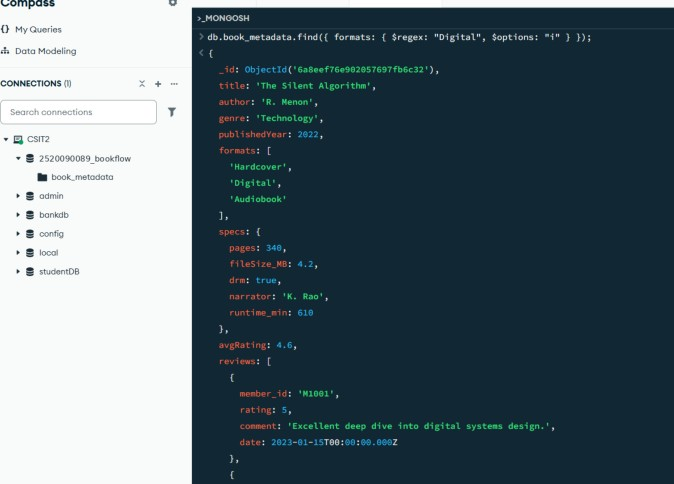 Compass
My Queries
Data Modeling
CONNECTIONS (1)
Search connections
CSIT2
2520090089_bookflow
book_metadata
admin
bankdb
config
local
studentDB
>_MONGOSH
> db.book_metadata.find({ formats: { $regex: "Digital", $options: "i" } });
< {
_id: ObjectId('6a8eef76e902057697fb6c32'),
title: 'The Silent Algorithm',
author: 'R. Menon',
genre: 'Technology',
publishedYear: 2022,
formats: [
'Hardcover',
'Digital',
'Audiobook'
],
specs: {
pages: 340,
fileSize_MB: 4.2,
drm: true,
narrator: 'K. Rao',
runtime_min: 610
},
avgRating: 4.6,
reviews: [
{
member_id: 'M1001',
rating: 5,
comment: 'Excellent deep dive into digital systems design.',
date: 2023-01-15T00:00:00.000Z
},
{